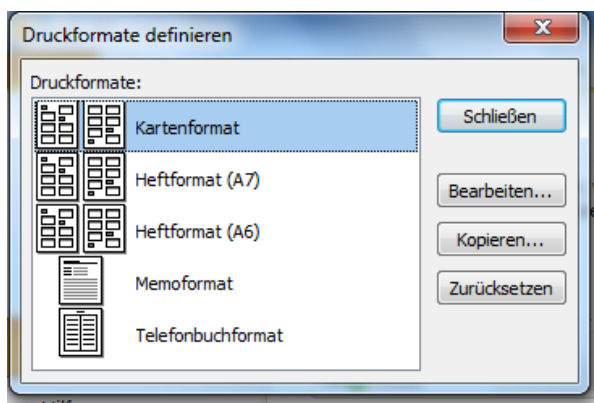 Druckformate definieren
Druckformate:
Kartenformat
Heftformat (A7)
Heftformat (A6)
Memoformat
Telefonbuchformat
Schließen
Bearbeiten...
Kopieren...
Zurücksetzen